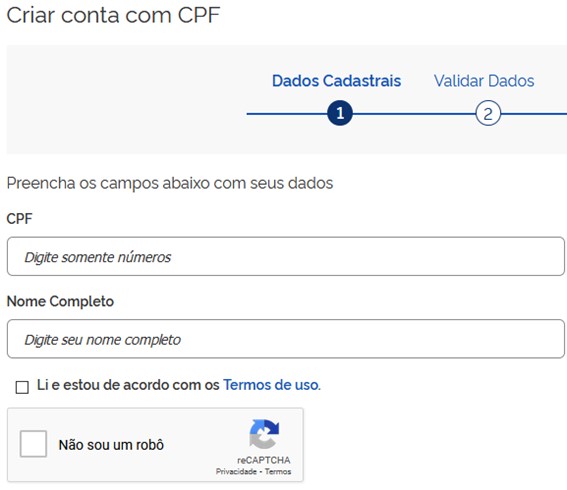 Criar conta com CPF
Dados Cadastrais Validar Dados
1 2
Preencha os campos abaixo com seus dados
CPF
Digite somente números
Nome Completo
Digite seu nome completo
Li e estou de acordo com os Termos de uso.
Não sou um robô
reCAPTCHA
Privacidade - Termos